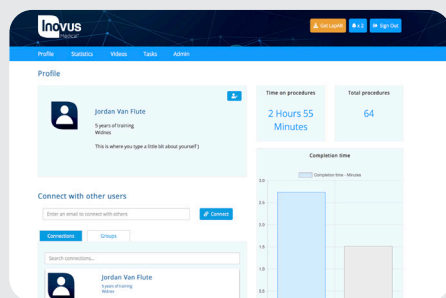 Inovus
Medical
Get LapAR
x 2
Sign Out
Profile
Statistics
Videos
Tasks
Admin
Profile
Jordan Van Flute
5 years of training
Widnes
This is where you type a little bit about yourself )
Time on procedures
2 Hours 55
Minutes
Total procedures
64
Connect with other users
Enter an email to connect with others
Connect
Connections
Groups
Search connections...
Jordan Van Flute
5 years of training
Widnes
Completion time
Completion time - Minutes
3.0
2.5
2.0
1.5
1.0
0.5